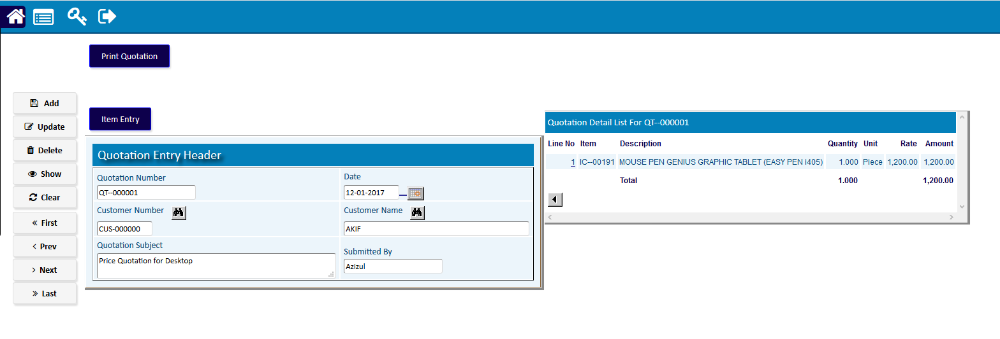 Print Quotation
Add
Update
Delete
Show
Clear
First
Prev
Next
Last
Item Entry
Quotation Entry Header
Quotation Number
QT--000001
Date
12-01-2017
Customer Number
CUS-000000
Customer Name
AKIF
Quotation Subject
Price Quotation for Desktop
Submitted By
Azizul
Quotation Detail List For QT--000001
Line No Item Description Quantity Unit Rate Amount
1 IC--00191 MOUSE PEN GENIUS GRAPHIC TABLET (EASY PEN i405) 1.000 Piece 1,200.00 1,200.00
Total 1.000 1,200.00